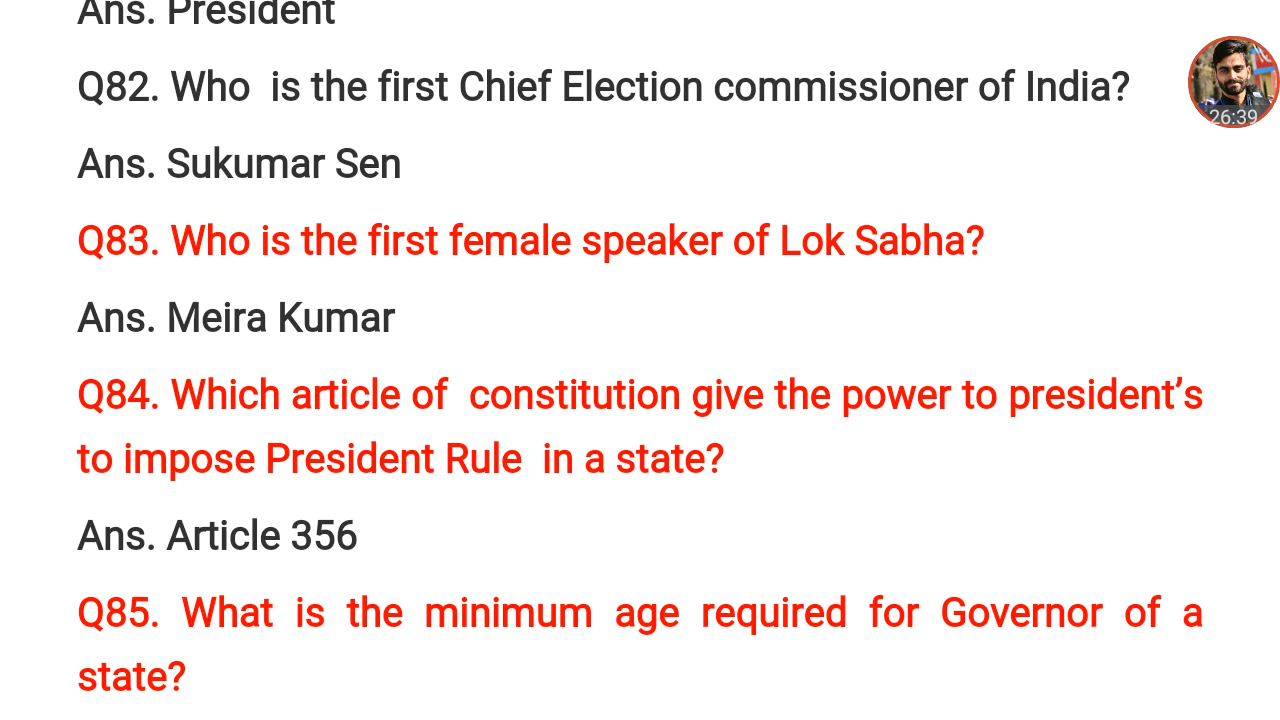 Ans. President
Q82. Who is the first Chief Election commissioner of India?
26:39
Ans. Sukumar Sen
Q83. Who is the first female speaker of Lok Sabha?
Ans. Meira Kumar
Q84. Which article of constitution give the power to president’s
to impose President Rule in a state?
Ans. Article 356
Q85. What is the minimum age required for Governor of a
state?